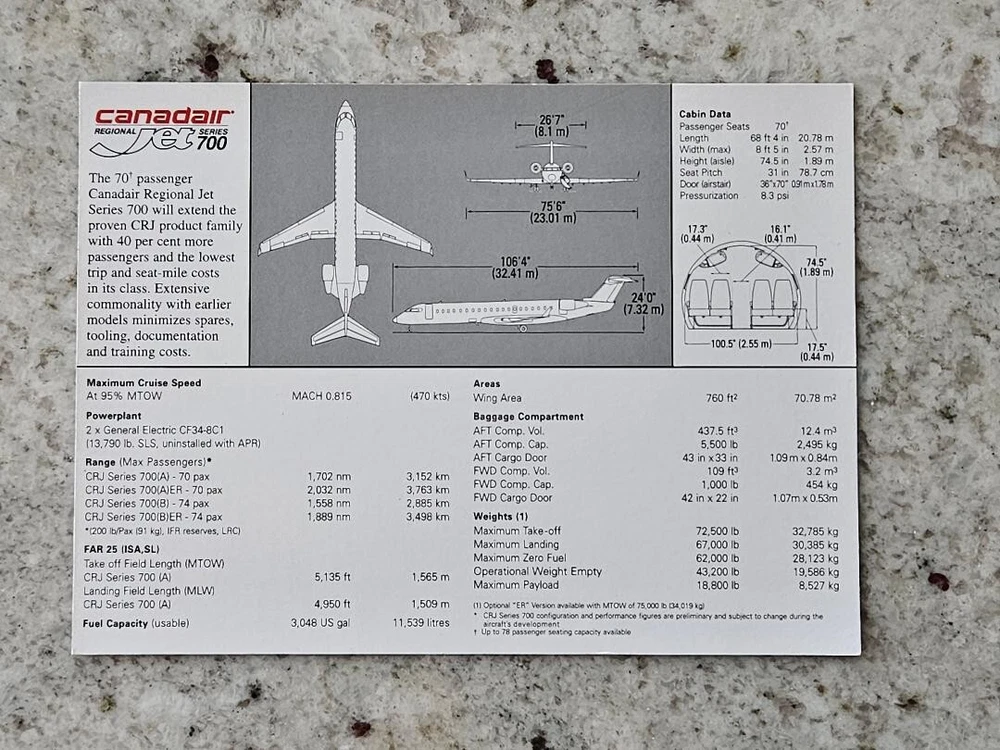 canadair
REGIONAL Jet SERIES 700
The 70† passenger
Canadair Regional Jet
Series 700 will extend the
proven CRJ product family
with 40 per cent more
passengers and the lowest
trip and seat-mile costs
in its class. Extensive
commonality with earlier
models minimizes spares,
tooling, documentation
and training costs.
26'7"
(8.1 m)
75'6"
(23.01 m)
106'4"
(32.41 m)
24'0"
(7.32 m)
Cabin Data
Passenger Seats 70†
Length 68 ft 4 in 20.78 m
Width (max) 8 ft 5 in 2.57 m
Height (aisle) 74.5 in 1.89 m
Seat Pitch 31 in 78.7 cm
Door (airstair) 36"x70" 0.91mx1.78m
Pressurization 8.3 psi
17.3"
(0.44 m)
16.1"
(0.41 m)
74.5"
(1.89 m)
100.5" (2.55 m)
17.5"
(0.44 m)
Maximum Cruise Speed
At 95% MTOW MACH 0.815 (470 kts)
Powerplant
2 x General Electric CF34-8C1
(13,790 lb. SLS, uninstalled with APR)
Range (Max Passengers)*
CRJ Series 700(A) - 70 pax 1,702 nm 3,152 km
CRJ Series 700(A)ER - 70 pax 2,032 nm 3,763 km
CRJ Series 700(B) - 74 pax 1,558 nm 2,885 km
CRJ Series 700(B)ER - 74 pax 1,889 nm 3,498 km
*(200 lb/Pax (91 kg), IFR reserves, LRC)
FAR 25 (ISA,SL)
Take off Field Length (MTOW)
CRJ Series 700 (A) 5,135 ft 1,565 m
Landing Field Length (MLW)
CRJ Series 700 (A) 4,950 ft 1,509 m
Fuel Capacity (usable) 3,048 US gal 11,539 litres
Areas
Wing Area 760 ft² 70.78 m²
Baggage Compartment
AFT Comp. Vol. 437.5 ft³ 12.4 m³
AFT Comp. Cap. 5,500 lb 2,495 kg
AFT Cargo Door 43 in x 33 in 1.09 m x 0.84m
FWD Comp. Vol. 109 ft³ 3.2 m³
FWD Comp. Cap. 1,000 lb 454 kg
FWD Cargo Door 42 in x 22 in 1.07m x 0.53m
Weights (1)
Maximum Take-off 72,500 lb 32,785 kg
Maximum Landing 67,000 lb 30,385 kg
Maximum Zero Fuel 62,000 lb 28,123 kg
Operational Weight Empty 43,200 lb 19,586 kg
Maximum Payload 18,800 lb 8,527 kg
(1) Optional "ER" Version available with MTOW of 75,000 lb (34,019 kg)
* CRJ Series 700 configuration and performance figures are preliminary and subject to change during the
aircraft's development
† Up to 78 passenger seating capacity available